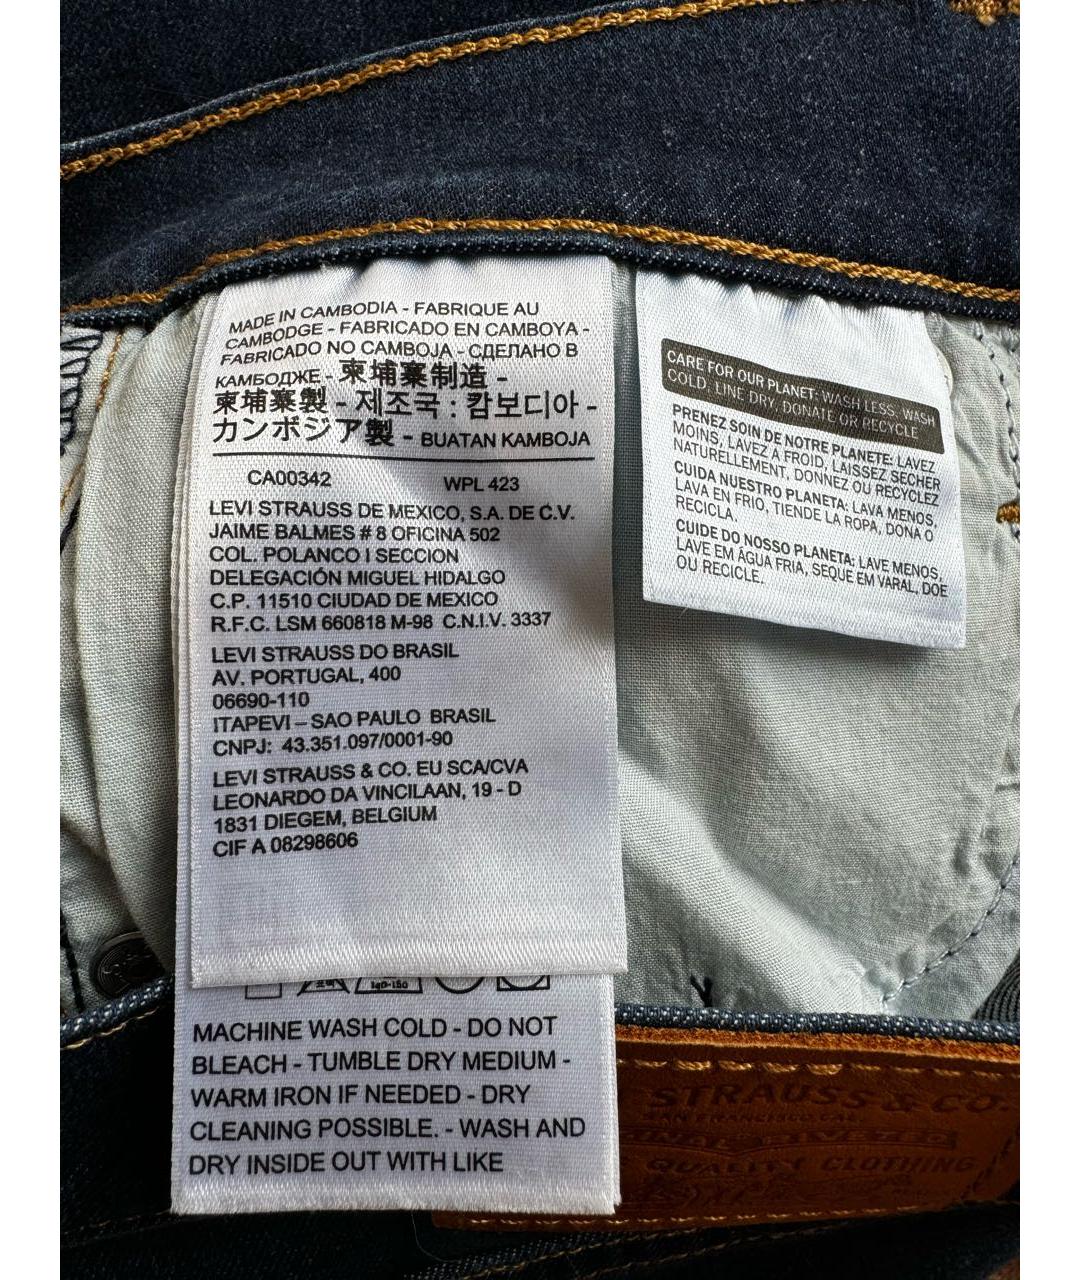 MADE IN CAMBODIA - FABRIQUE AU
CAMBODGE - FABRICADO EN CAMBOYA -
FABRICADO NO CAMBOJA - СДЕЛАНО В
КАМБОДЖЕ - 柬埔寨制造 -
柬埔寨製 - 제조국 : 캄보디아 -
カンボジア製 - BUATAN KAMBOJA
CA00342 WPL 423
LEVI STRAUSS DE MEXICO, S.A. DE C.V.
JAIME BALMES # 8 OFICINA 502
COL. POLANCO I SECCION
DELEGACIÓN MIGUEL HIDALGO
C.P. 11510 CIUDAD DE MEXICO
R.F.C. LSM 660818 M-98 C.N.I.V. 3337
LEVI STRAUSS DO BRASIL
AV. PORTUGAL, 400
06690-110
ITAPEVI – SAO PAULO BRASIL
CNPJ: 43.351.097/0001-90
LEVI STRAUSS & CO. EU SCA/CVA
LEONARDO DA VINCILAAN, 19 - D
1831 DIEGEM, BELGIUM
CIF A 08298606
140-160
MACHINE WASH COLD - DO NOT
BLEACH - TUMBLE DRY MEDIUM -
WARM IRON IF NEEDED - DRY
CLEANING POSSIBLE. - WASH AND
DRY INSIDE OUT WITH LIKE
CARE FOR OUR PLANET: WASH LESS, WASH
COLD, LINE DRY, DONATE OR RECYCLE
PRENEZ SOIN DE NOTRE PLANETE: LAVEZ
MOINS, LAVEZ A FROID, LAISSEZ SECHER
NATURELLEMENT, DONNEZ OU RECYCLEZ
CUIDA NUESTRO PLANETA: LAVA MENOS,
LAVA EN FRIO, TIENDE LA ROPA, DONA O
RECICLA.
CUIDE DO NOSSO PLANETA: LAVE MENOS,
LAVE EM ÁGUA FRIA, SEQUE EM VARAL, DOE
OU RECICLE.
STRAUSS & CO.
SAN FRANCISCO CAL.
QUALITY CLOTHING